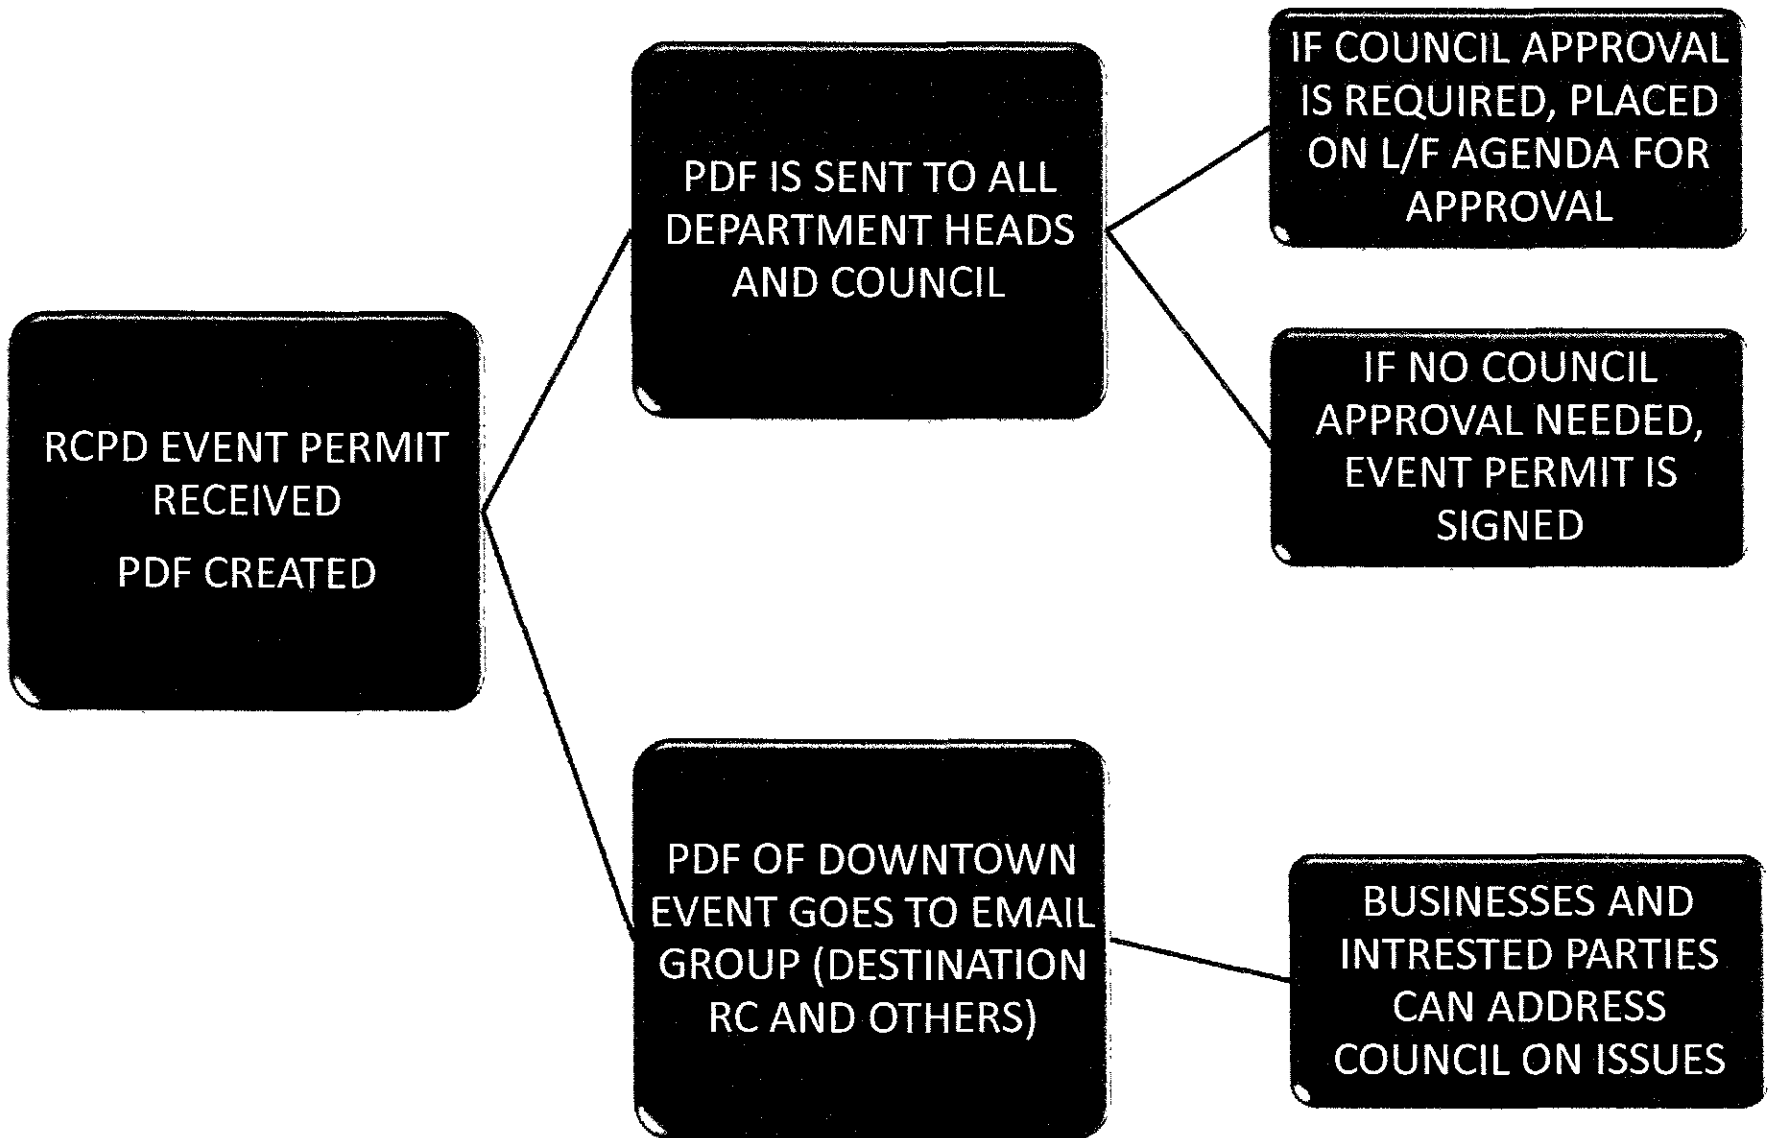 RCPD EVENT PERMIT
RECEIVED
PDF CREATED
PDF IS SENT TO ALL
DEPARTMENT HEADS
AND COUNCIL
IF COUNCIL APPROVAL
IS REQUIRED, PLACED
ON L/F AGENDA FOR
APPROVAL
IF NO COUNCIL
APPROVAL NEEDED,
EVENT PERMIT IS
SIGNED
PDF OF DOWNTOWN
EVENT GOES TO EMAIL
GROUP (DESTINATION
RC AND OTHERS)
BUSINESSES AND
INTRESTED PARTIES
CAN ADDRESS
COUNCIL ON ISSUES